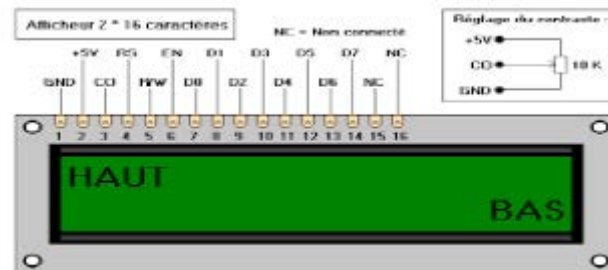 Afficheur 2 * 16 caractères
NC = Non connecté
+5V RS EN D1 D3 D5 D7 NC
GND CO R/W D0 D2 D4 D6 NC
1 2 3 4 5 6 7 8 9 10 11 12 13 14 15 16
HAUT
BAS
Réglage du contraste
+5V
CO
10 K
GND